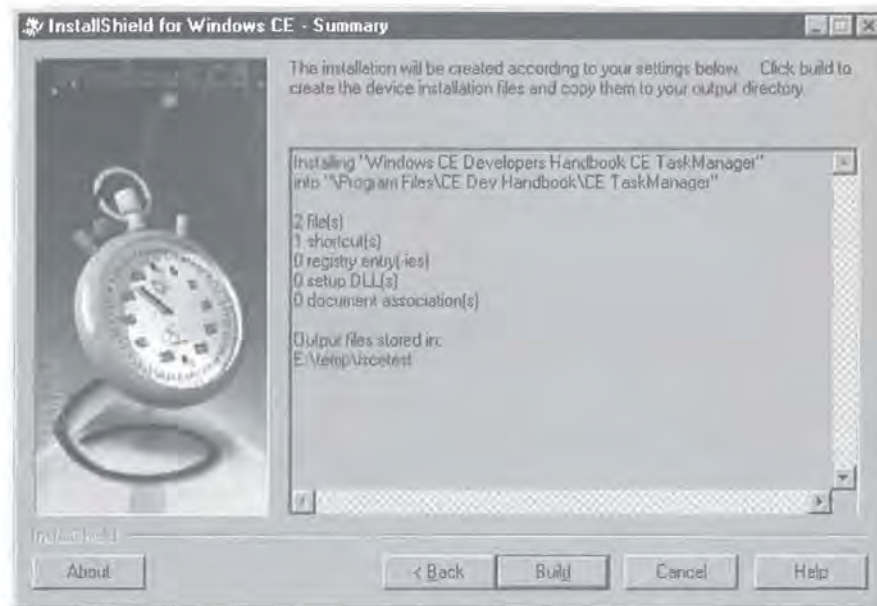 InstallShield for Windows CE - Summary
The installation will be created according to your settings below. Click build to
create the device installation files and copy them to your output directory
Installing "Windows CE Developers Handbook CE TaskManager"
into "\Program Files\CE Dev Handbook\CE TaskManager"
2 file(s)
1 shortcut(s)
0 registry entry(-ies)
0 setup DLL(s)
0 document association(s)
Output files stored in:
E:\temp\iscetest
InstallShield
About
< Back
Build
Cancel
Help